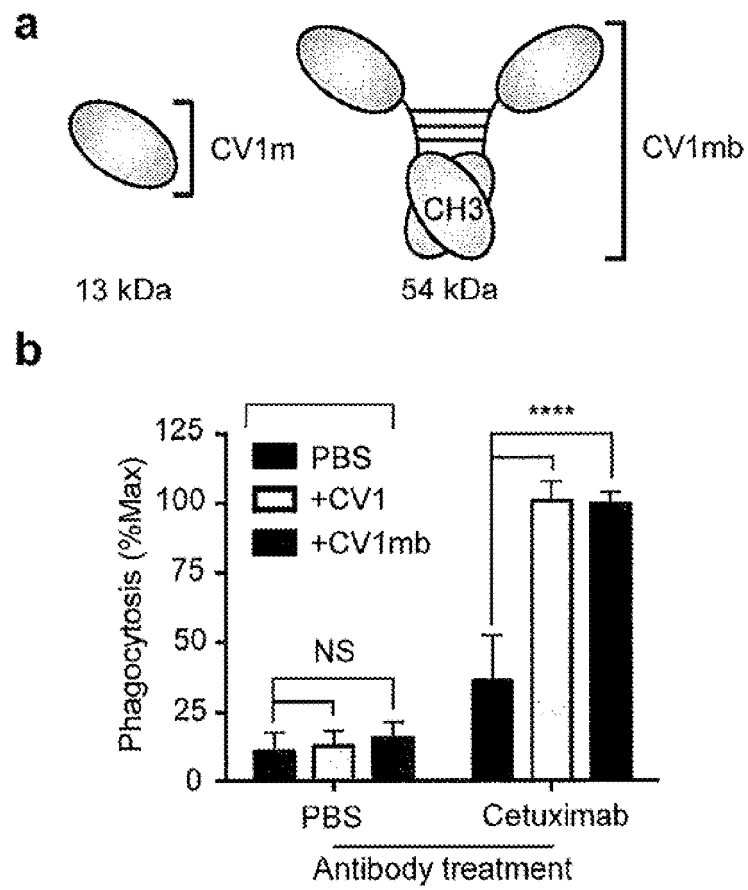 a
CV1m
CV1mb
CH3
13 kDa
54 kDa
b
Phagocytosis (%Max)
125
100
75
50
25
0
PBS
+CV1
+CV1mb
NS
****
PBS
Cetuximab
Antibody treatment